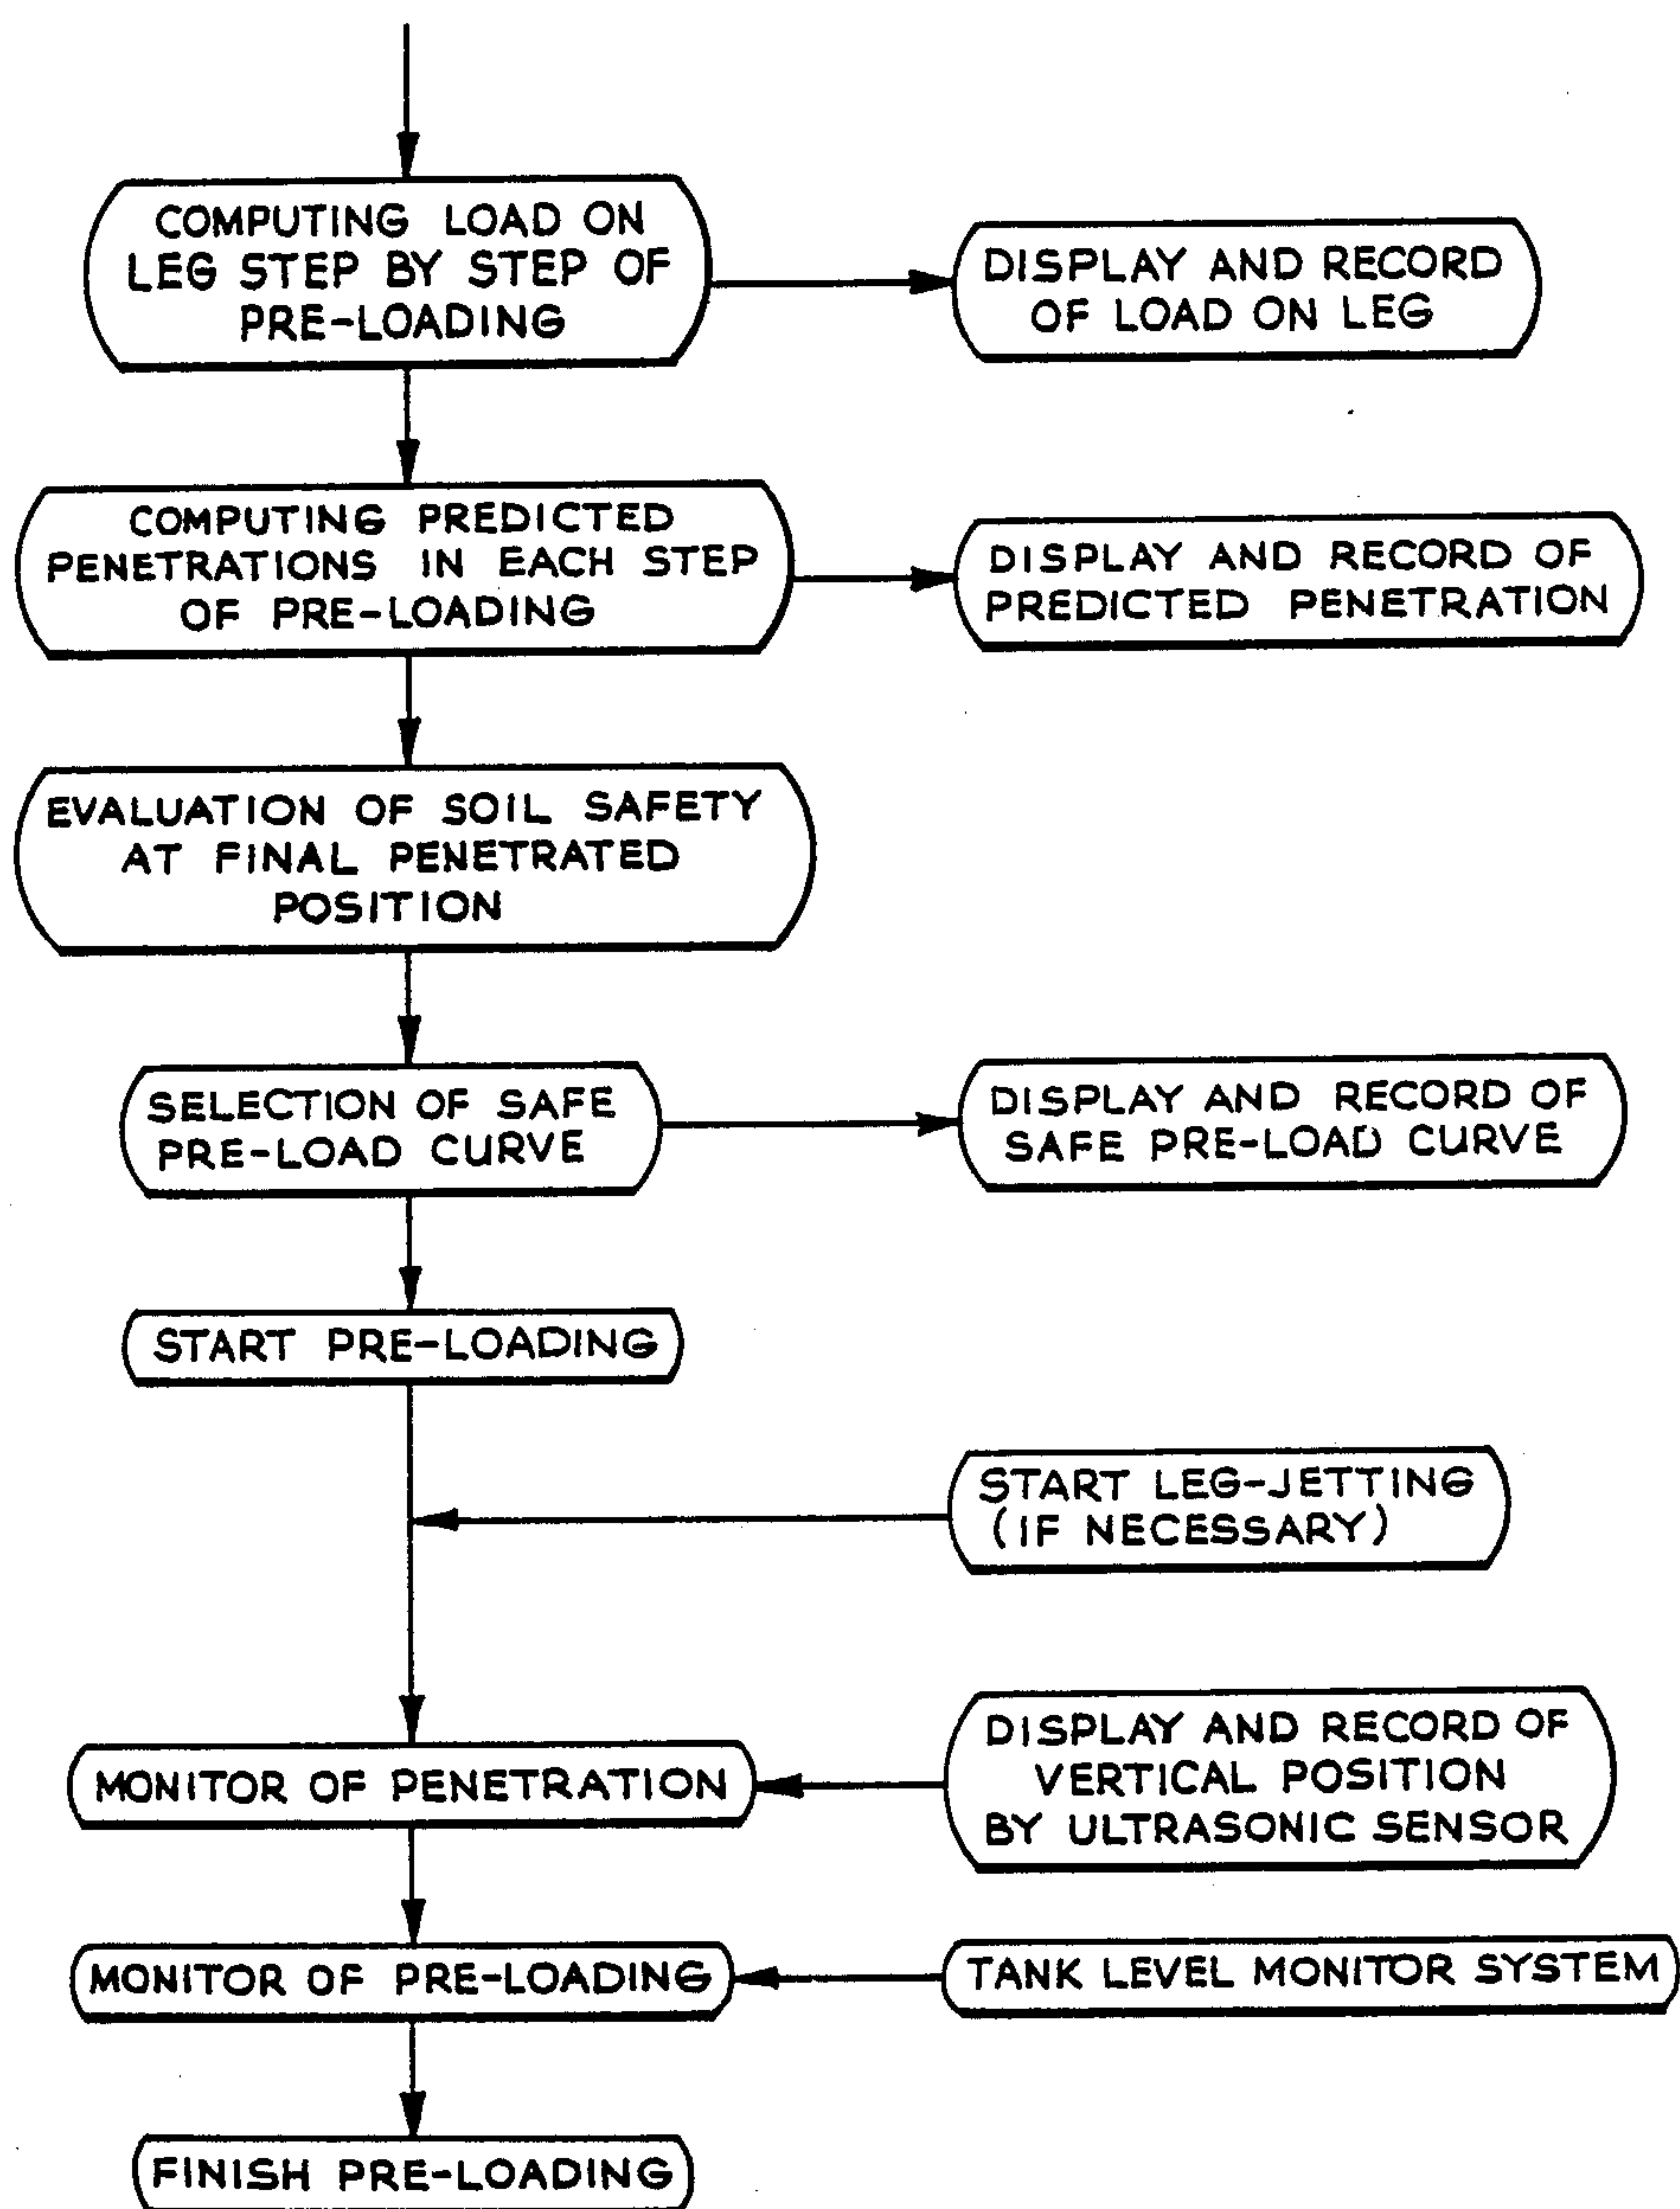 COMPUTING LOAD ON
LEG STEP BY STEP OF
PRE-LOADING
DISPLAY AND RECORD
OF LOAD ON LEG
COMPUTING PREDICTED
PENETRATIONS IN EACH STEP
OF PRE-LOADING
DISPLAY AND RECORD OF
PREDICTED PENETRATION
EVALUATION OF SOIL SAFETY
AT FINAL PENETRATED
POSITION
SELECTION OF SAFE
PRE-LOAD CURVE
DISPLAY AND RECORD OF
SAFE PRE-LOAD CURVE
START PRE-LOADING
START LEG-JETTING
(IF NECESSARY)
MONITOR OF PENETRATION
DISPLAY AND RECORD OF
VERTICAL POSITION
BY ULTRASONIC SENSOR
MONITOR OF PRE-LOADING
TANK LEVEL MONITOR SYSTEM
FINISH PRE-LOADING